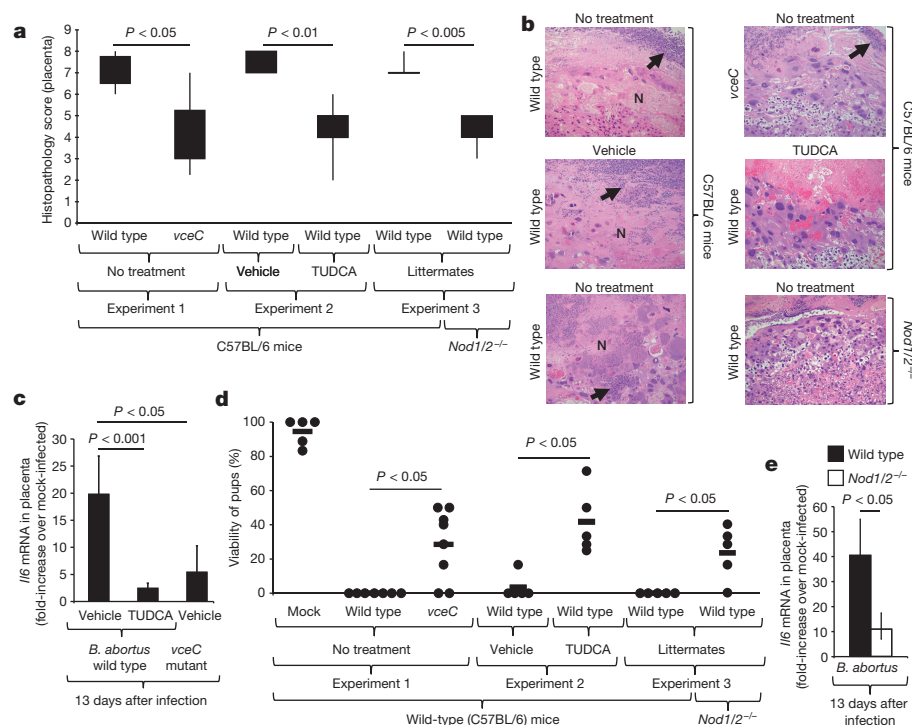 a
P < 0.05
P < 0.01
P < 0.005
Histopathology score (placenta)
9
8
7
6
5
4
3
2
1
0
Wild type
vceC
Wild type
Wild type
Wild type
Wild type
No treatment
Vehicle
TUDCA
Littermates
Experiment 1
Experiment 2
Experiment 3
C57BL/6 mice
Nod1/2−/−
b
No treatment
Wild type
N
Vehicle
Wild type
N
No treatment
Wild type
N
C57BL/6 mice
No treatment
vceC
TUDCA
Wild type
C57BL/6 mice
No treatment
Wild type
Nod1/2−/−
c
P < 0.05
P < 0.001
Il6 mRNA in placenta
(fold-increase over mock-infected)
30
25
20
15
10
5
0
Vehicle
TUDCA
Vehicle
B. abortus
wild type
vceC
mutant
13 days after infection
d
P < 0.05
P < 0.05
P < 0.05
Viability of pups (%)
100
80
60
40
20
0
Mock
Wild type
vceC
Wild type
Wild type
Wild type
Wild type
No treatment
Vehicle
TUDCA
Littermates
Experiment 1
Experiment 2
Experiment 3
Wild-type (C57BL/6) mice
Nod1/2−/−
e
Wild type
Nod1/2−/−
P < 0.05
Il6 mRNA in placenta
(fold-increase over mock-infected)
60
50
40
30
20
10
0
B. abortus
13 days after
infection